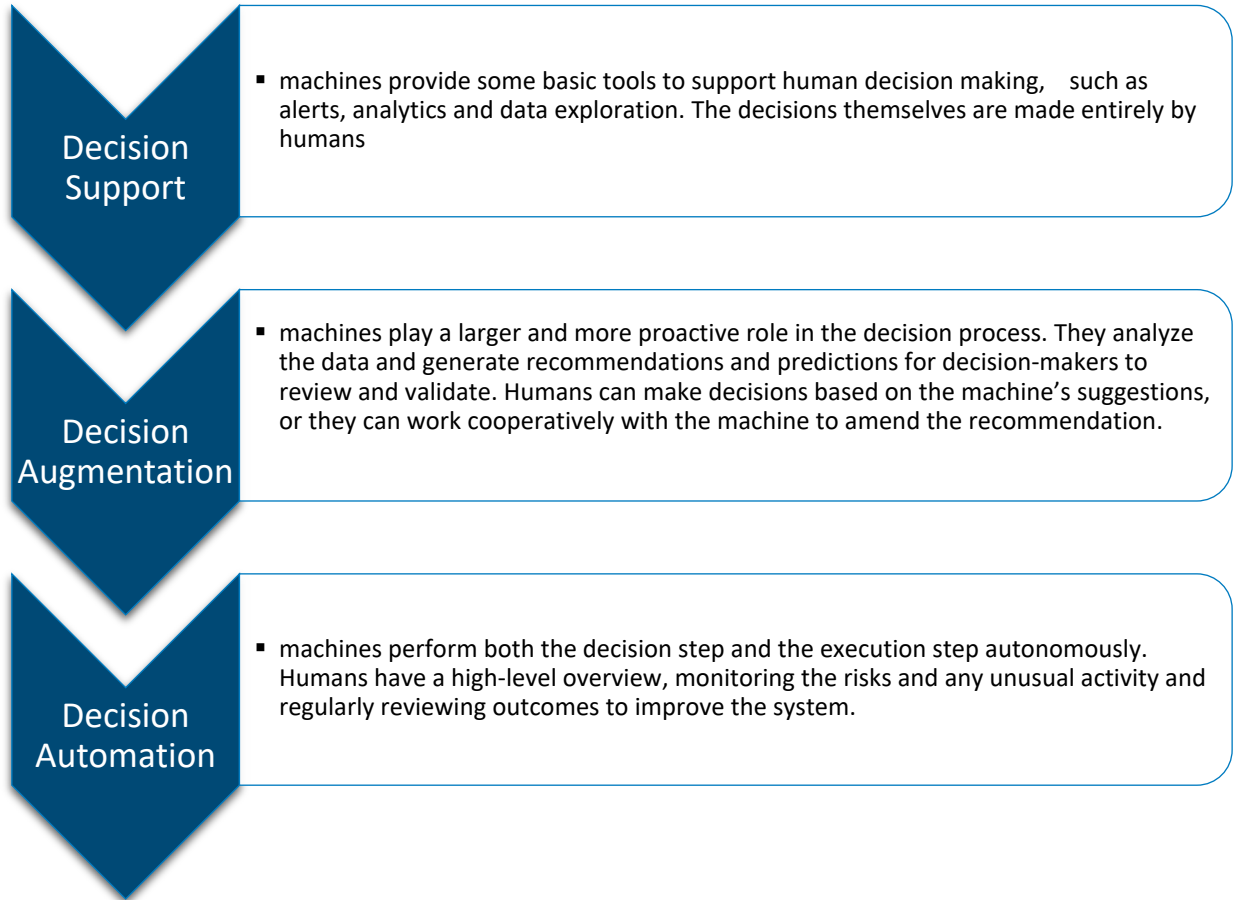 Decision
Support
▪ machines provide some basic tools to support human decision making, such as
alerts, analytics and data exploration. The decisions themselves are made entirely by
humans
Decision
Augmentation
▪ machines play a larger and more proactive role in the decision process. They analyze
the data and generate recommendations and predictions for decision-makers to
review and validate. Humans can make decisions based on the machine’s suggestions,
or they can work cooperatively with the machine to amend the recommendation.
Decision
Automation
▪ machines perform both the decision step and the execution step autonomously.
Humans have a high-level overview, monitoring the risks and any unusual activity and
regularly reviewing outcomes to improve the system.